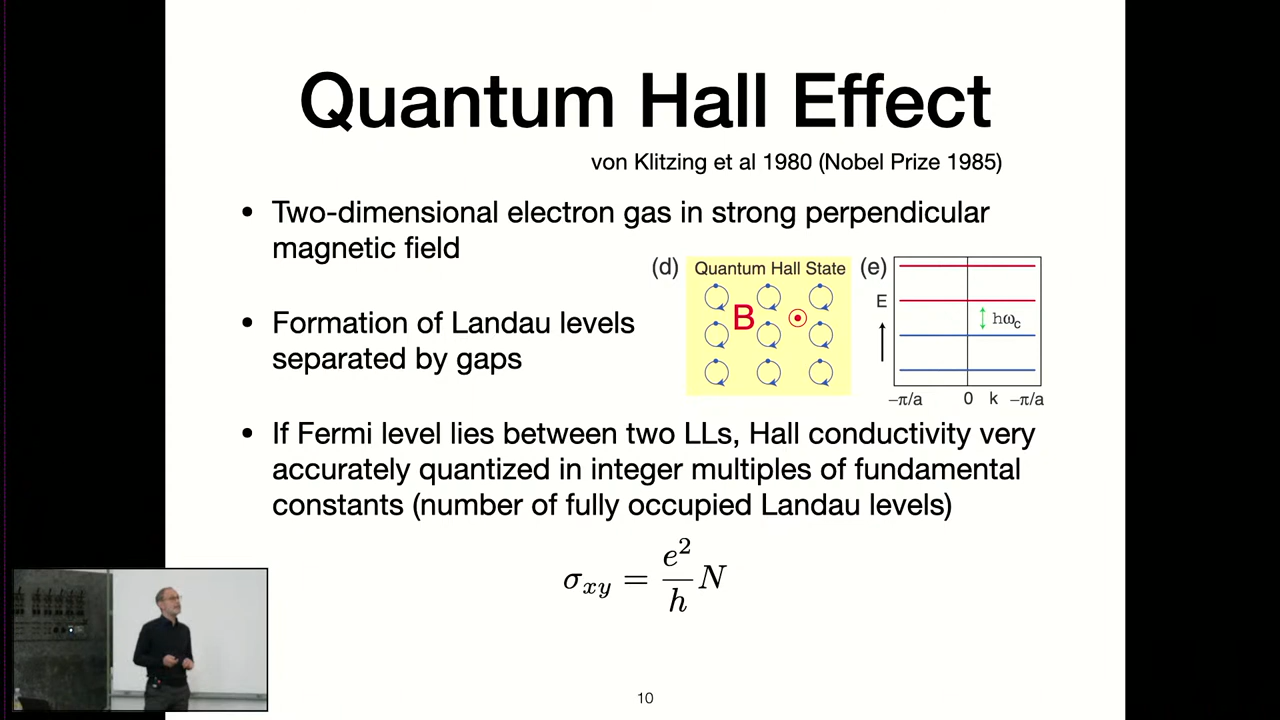 Quantum Hall Effect
von Klitzing et al 1980 (Nobel Prize 1985)
• Two-dimensional electron gas in strong perpendicular
magnetic field
(d) Quantum Hall State (e)
B
E
ħω_c
−π/a 0 k −π/a
• Formation of Landau levels
separated by gaps
• If Fermi level lies between two LLs, Hall conductivity very
accurately quantized in integer multiples of fundamental
constants (number of fully occupied Landau levels)
σ_xy = e²/h N
10